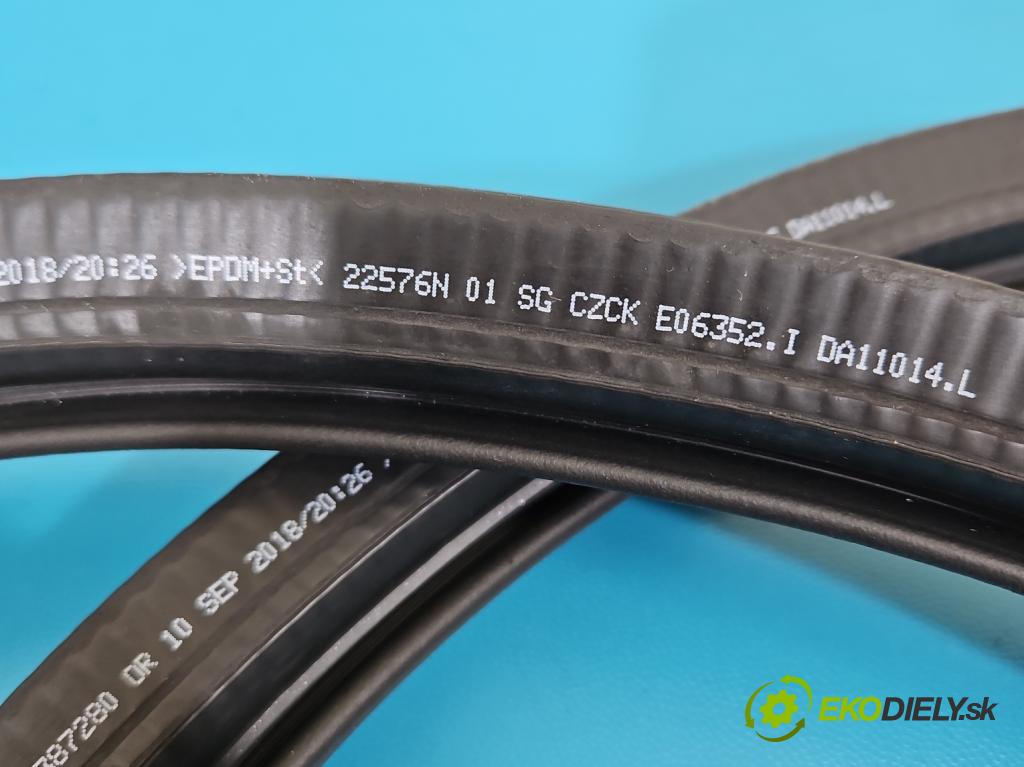 DA11014.L
2018/20:26 >EPDM+St< 22576N 01 SG CZCK E06352.I DA11014.L
387280 OR 10 SEP 2018/20:26
EKODIELY.sk